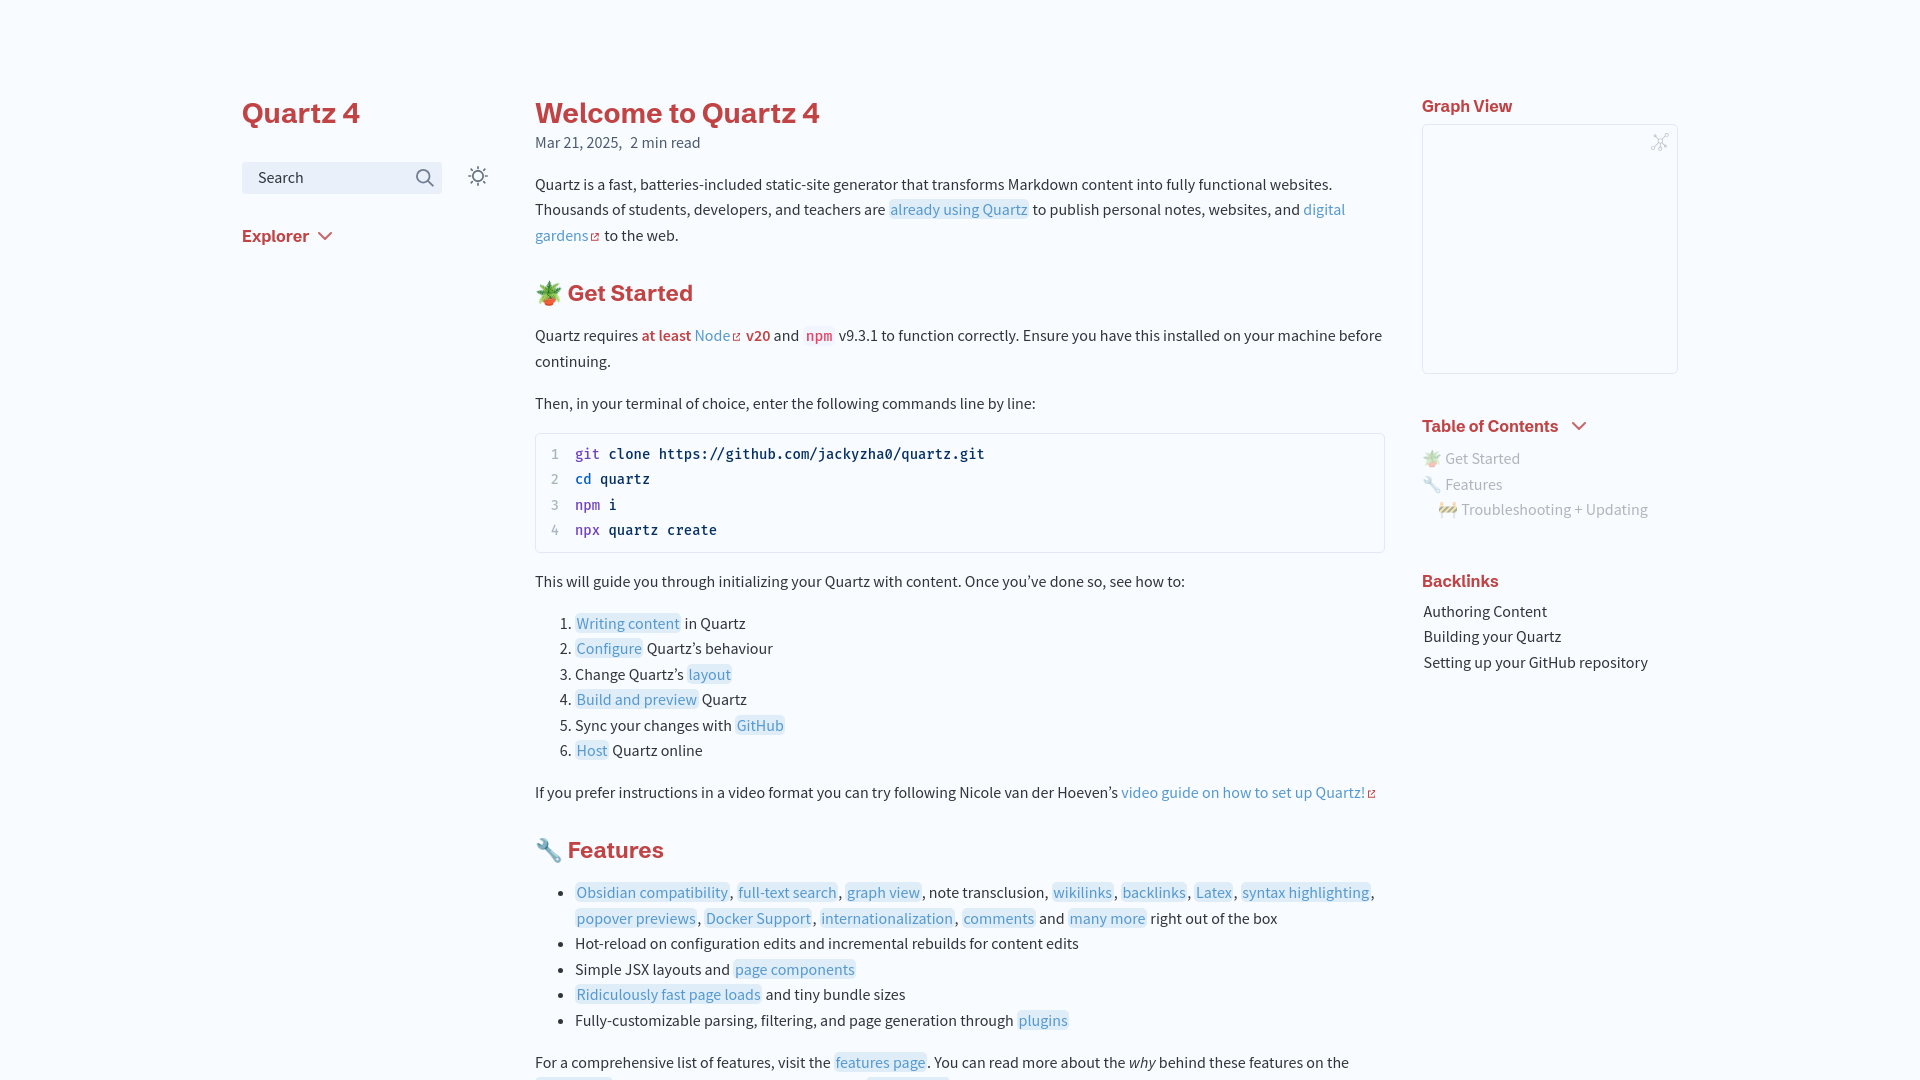 Quartz 4
Search
Explorer
Welcome to Quartz 4
Mar 21, 2025, 2 min read
Quartz is a fast, batteries-included static-site generator that transforms Markdown content into fully functional websites.
Thousands of students, developers, and teachers are already using Quartz to publish personal notes, websites, and digital
gardens to the web.
🪴 Get Started
Quartz requires at least Node v20 and npm v9.3.1 to function correctly. Ensure you have this installed on your machine before
continuing.
Then, in your terminal of choice, enter the following commands line by line:
1 git clone https://github.com/jackyzha0/quartz.git
2 cd quartz
3 npm i
4 npx quartz create
This will guide you through initializing your Quartz with content. Once you’ve done so, see how to:
1. Writing content in Quartz
2. Configure Quartz’s behaviour
3. Change Quartz’s layout
4. Build and preview Quartz
5. Sync your changes with GitHub
6. Host Quartz online
If you prefer instructions in a video format you can try following Nicole van der Hoeven’s video guide on how to set up Quartz!
🔧 Features
• Obsidian compatibility, full-text search, graph view, note transclusion, wikilinks, backlinks, Latex, syntax highlighting,
popover previews, Docker Support, internationalization, comments and many more right out of the box
• Hot-reload on configuration edits and incremental rebuilds for content edits
• Simple JSX layouts and page components
• Ridiculously fast page loads and tiny bundle sizes
• Fully-customizable parsing, filtering, and page generation through plugins
For a comprehensive list of features, visit the features page. You can read more about the why behind these features on the
Graph View
Table of Contents
🪴 Get Started
🔧 Features
🚧 Troubleshooting + Updating
Backlinks
Authoring Content
Building your Quartz
Setting up your GitHub repository